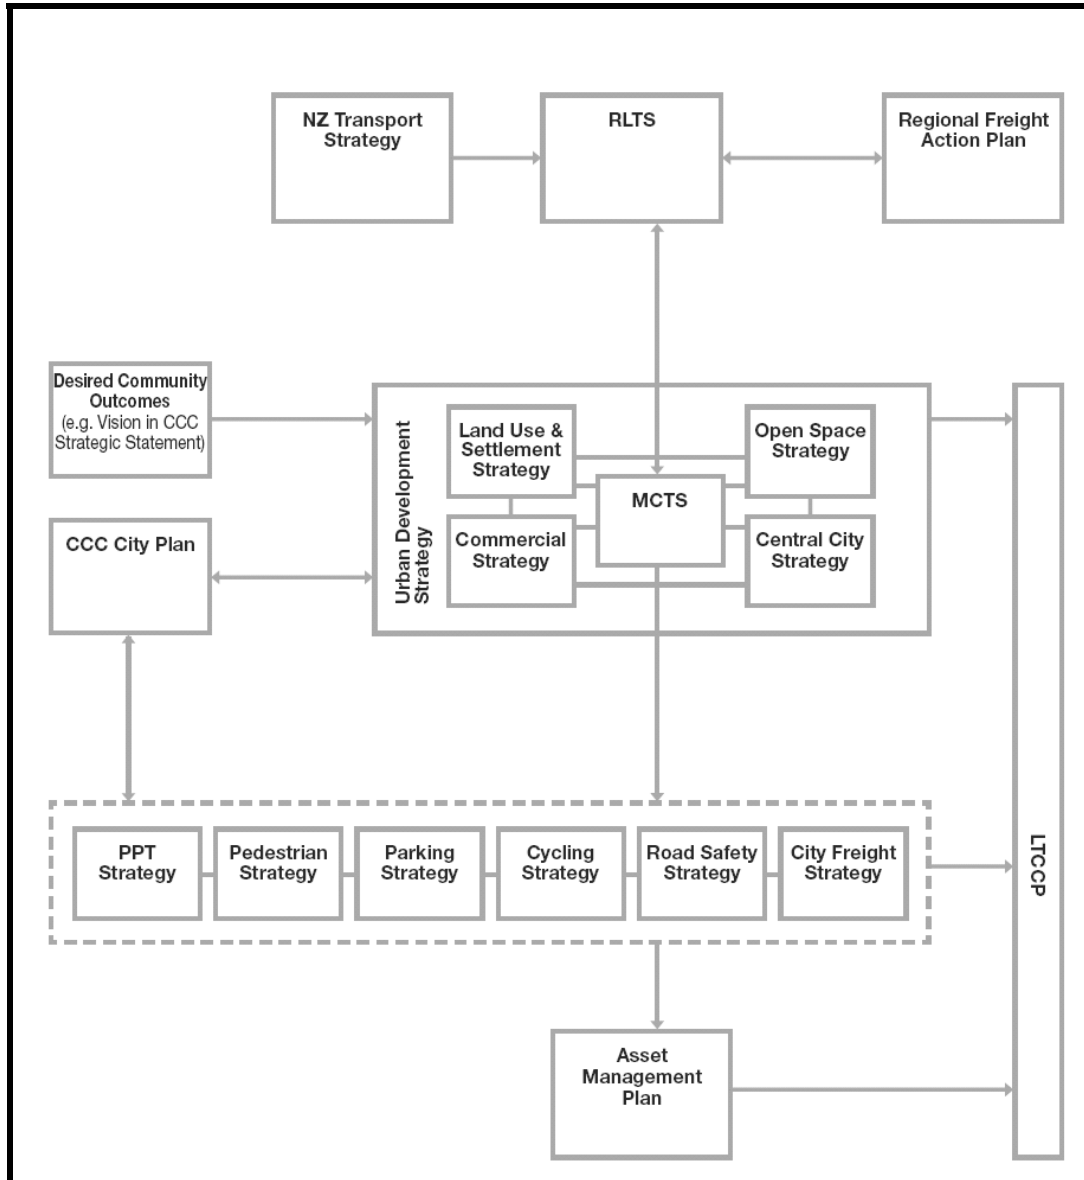 NZ Transport
Strategy
RLTS
Regional Freight
Action Plan
Desired Community
Outcomes
(e.g. Vision in CCC
Strategic Statement)
CCC City Plan
Urban Development
Strategy
Land Use &
Settlement
Strategy
Open Space
Strategy
MCTS
Commercial
Strategy
Central City
Strategy
PPT
Strategy
Pedestrian
Strategy
Parking
Strategy
Cycling
Strategy
Road Safety
Strategy
City Freight
Strategy
LTCCP
Asset
Management
Plan